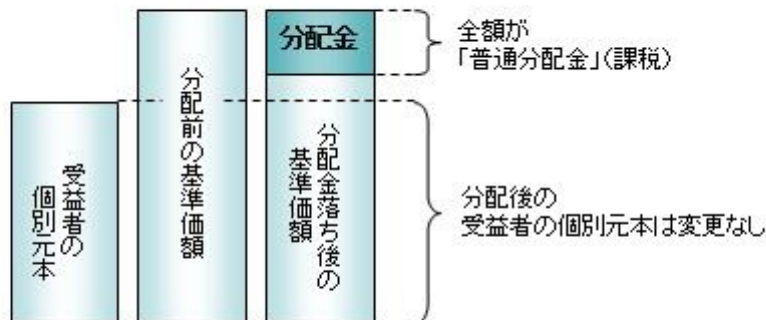 受益者の
個別元本
分配前の基準価額
分配金
分配金落ち後の
基準価額
全額が
「普通分配金」(課税)
分配後の
受益者の個別元本は変更なし